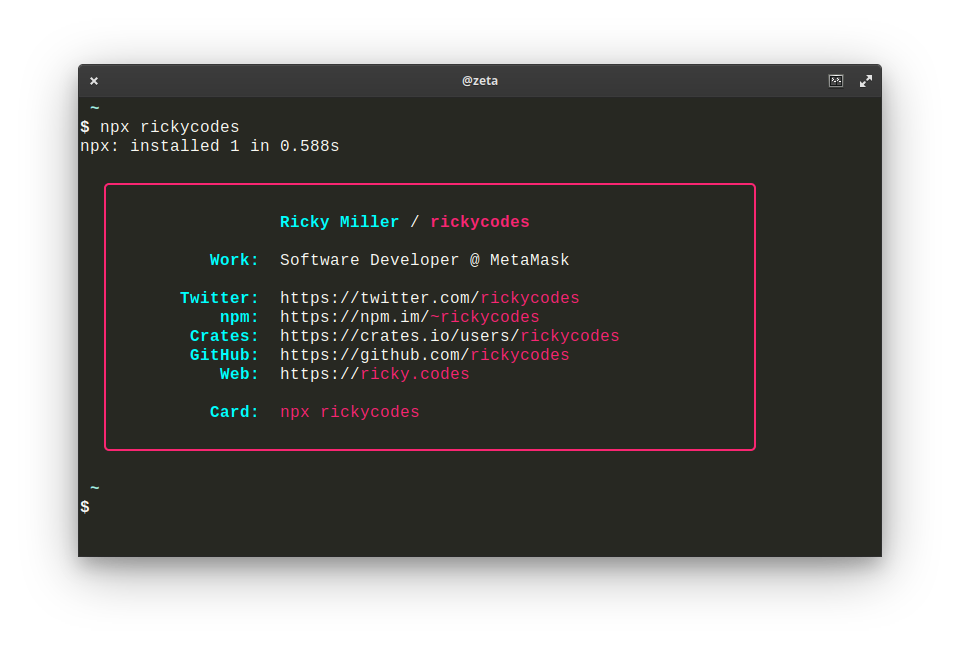 @zeta
~
$ npx rickycodes
npx: installed 1 in 0.588s
Ricky Miller / rickycodes
Work: Software Developer @ MetaMask
Twitter: https://twitter.com/rickycodes
npm: https://npm.im/~rickycodes
Crates: https://crates.io/users/rickycodes
GitHub: https://github.com/rickycodes
Web: https://ricky.codes
Card: npx rickycodes
~
$